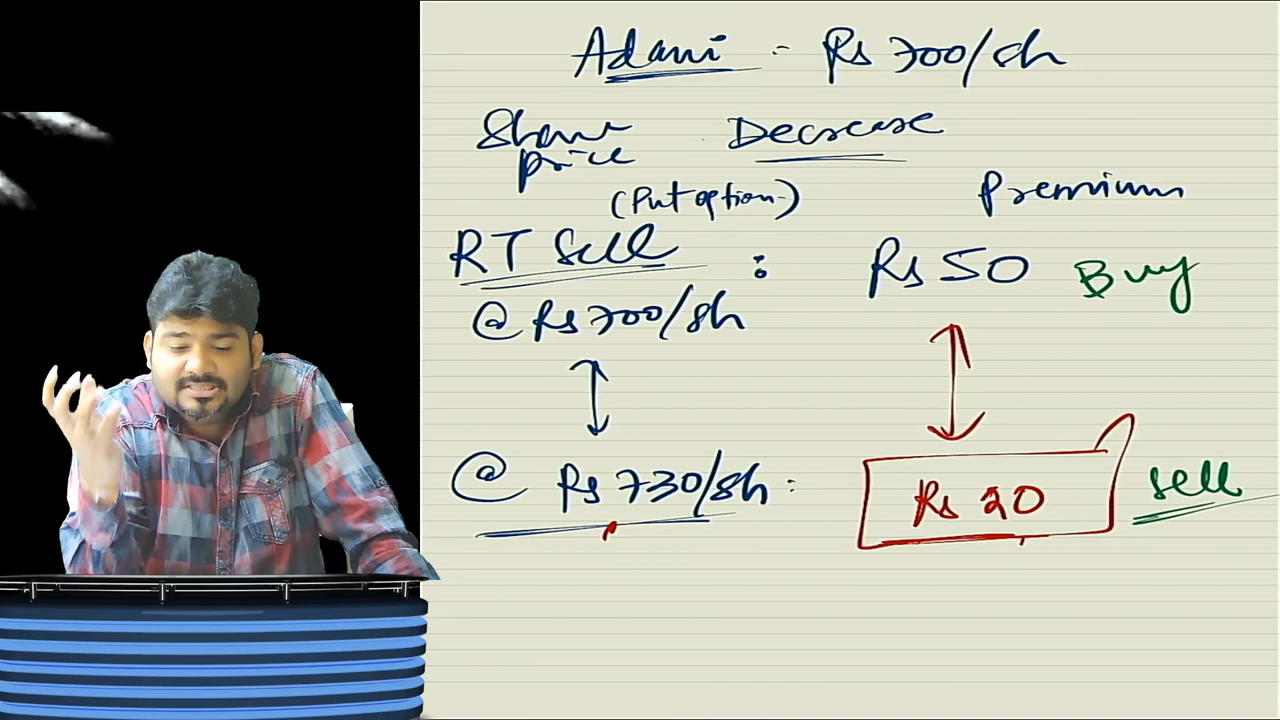 Adani - Rs 700/sh
Share price Decrease
(Put option) Premium
RT Sell : Rs 50 Buy
@ Rs 700/sh
@ Rs 730/sh : Rs 20 sell